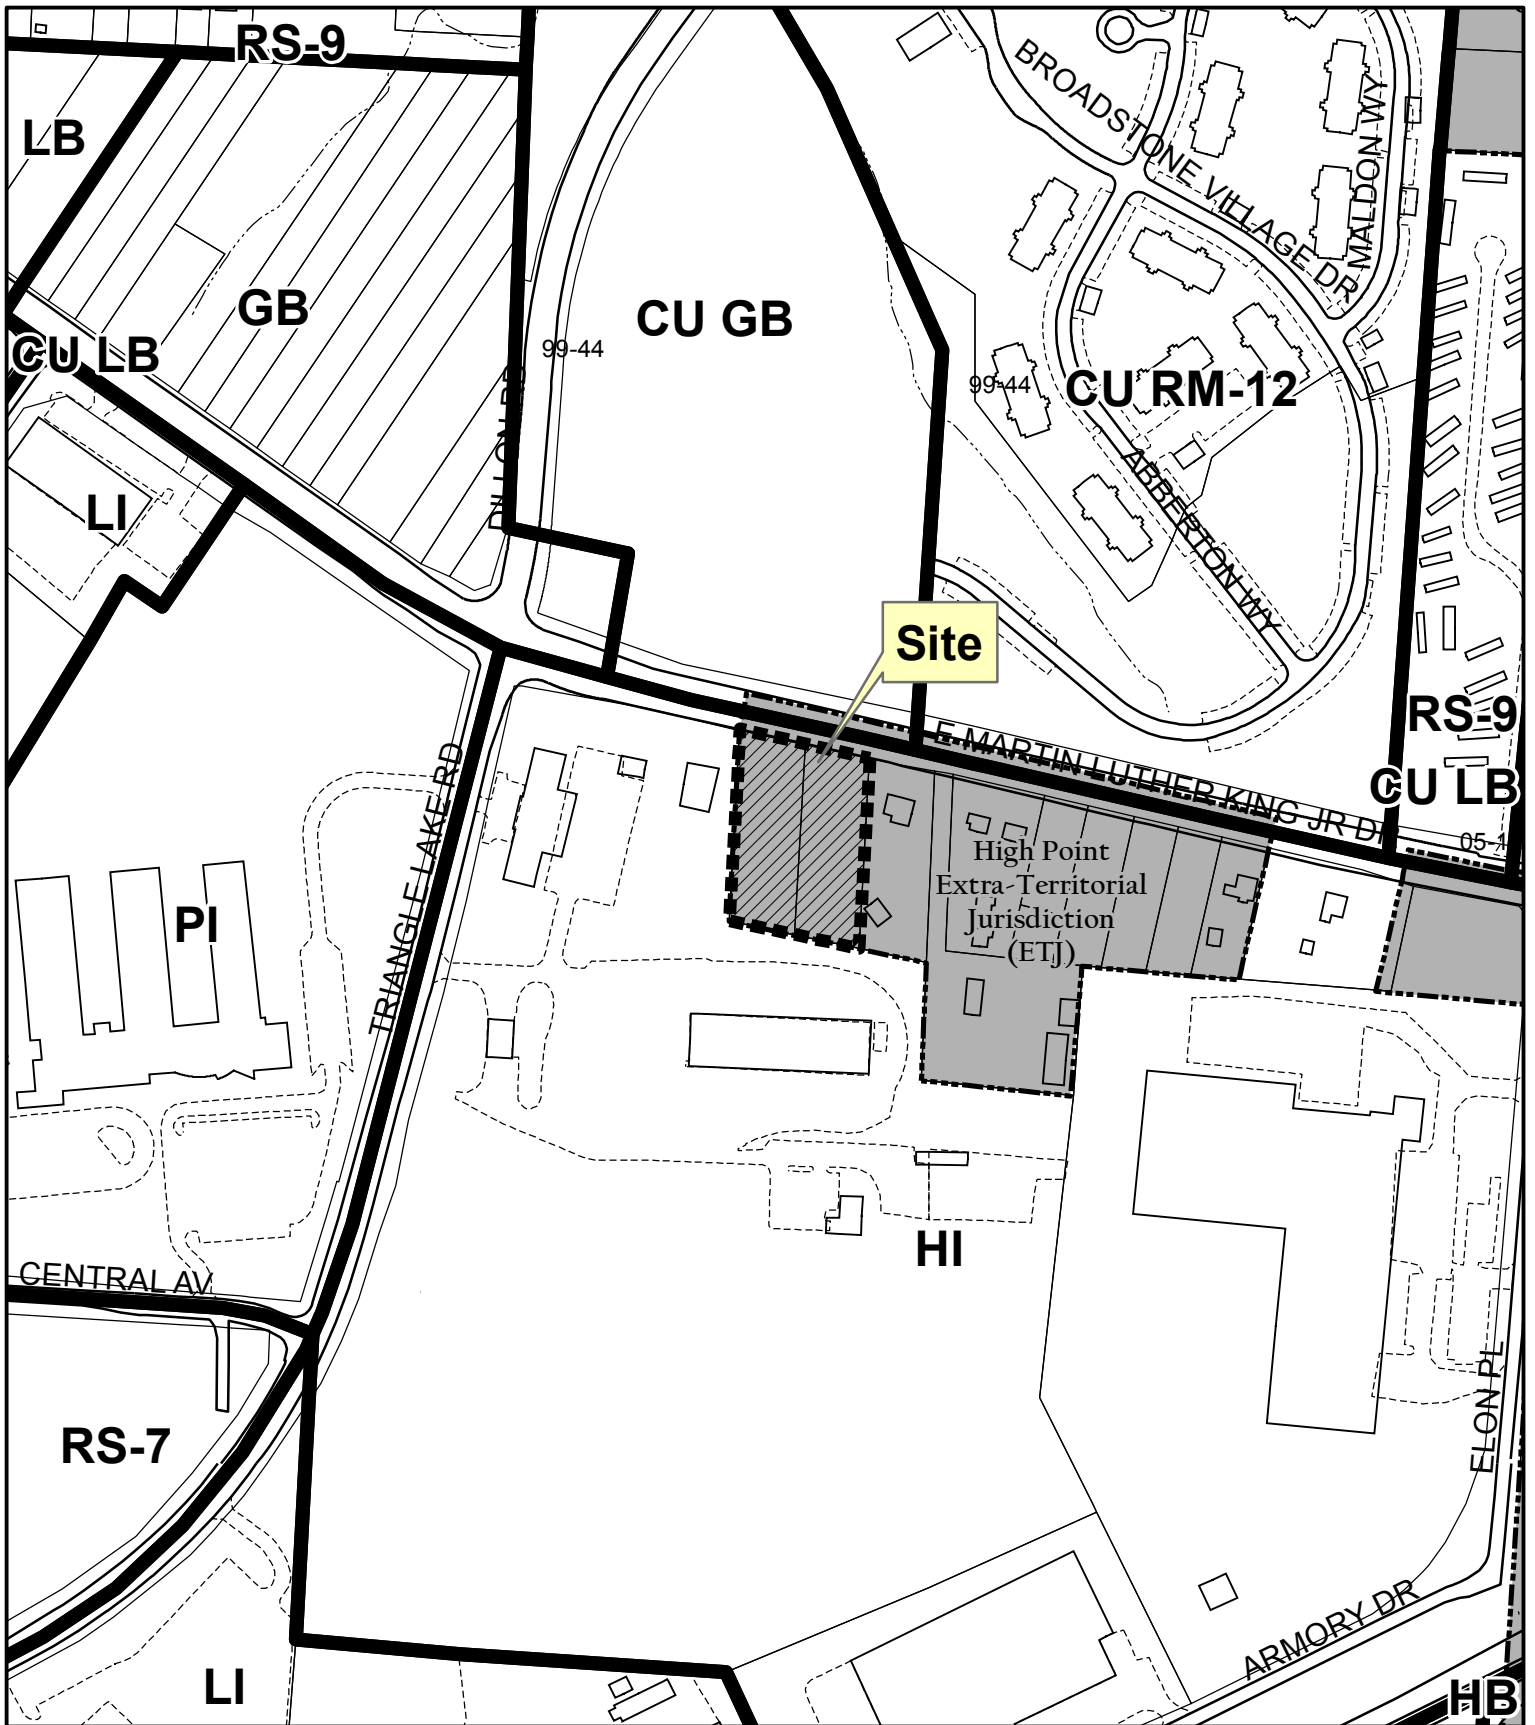 RS-9
LB
GB
CU LB
LI
DILLON RD
99-44
CU GB
BROADSTONE VILLAGE DR
MALDON WY
99-44
CU RM-12
ABBERTON WY
Site
E MARTIN LUTHER KING JR DR
RS-9
CU LB
High Point
Extra-Territorial
Jurisdiction
(ETJ)
TRIANGLE LAKE RD
PI
HI
CENTRAL AV
RS-7
ELON PL
ARMORY DR
LI
HB